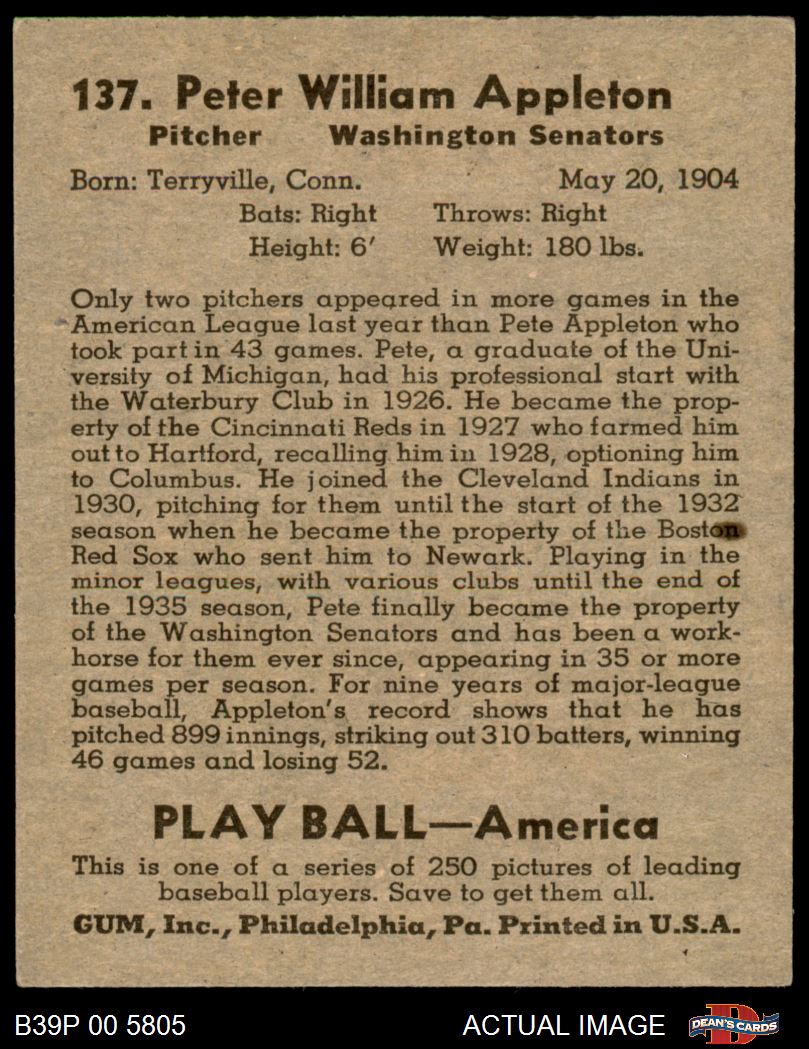 137. Peter William Appleton
Pitcher Washington Senators
Born: Terryville, Conn. May 20, 1904
Bats: Right Throws: Right
Height: 6' Weight: 180 lbs.
Only two pitchers appeared in more games in the
American League last year than Pete Appleton who
took part in 43 games. Pete, a graduate of the Uni-
versity of Michigan, had his professional start with
the Waterbury Club in 1926. He became the prop-
erty of the Cincinnati Reds in 1927 who farmed him
out to Hartford, recalling him in 1928, optioning him
to Columbus. He joined the Cleveland Indians in
1930, pitching for them until the start of the 1932
season when he became the property of the Boston
Red Sox who sent him to Newark. Playing in the
minor leagues, with various clubs until the end of
the 1935 season, Pete finally became the property
of the Washington Senators and has been a work-
horse for them ever since, appearing in 35 or more
games per season. For nine years of major-league
baseball, Appleton's record shows that he has
pitched 899 innings, striking out 310 batters, winning
46 games and losing 52.
PLAY BALL—America
This is one of a series of 250 pictures of leading
baseball players. Save to get them all.
GUM, Inc., Philadelphia, Pa. Printed in U.S.A.
B39P 00 5805 ACTUAL IMAGE D DEAN'S CARDS